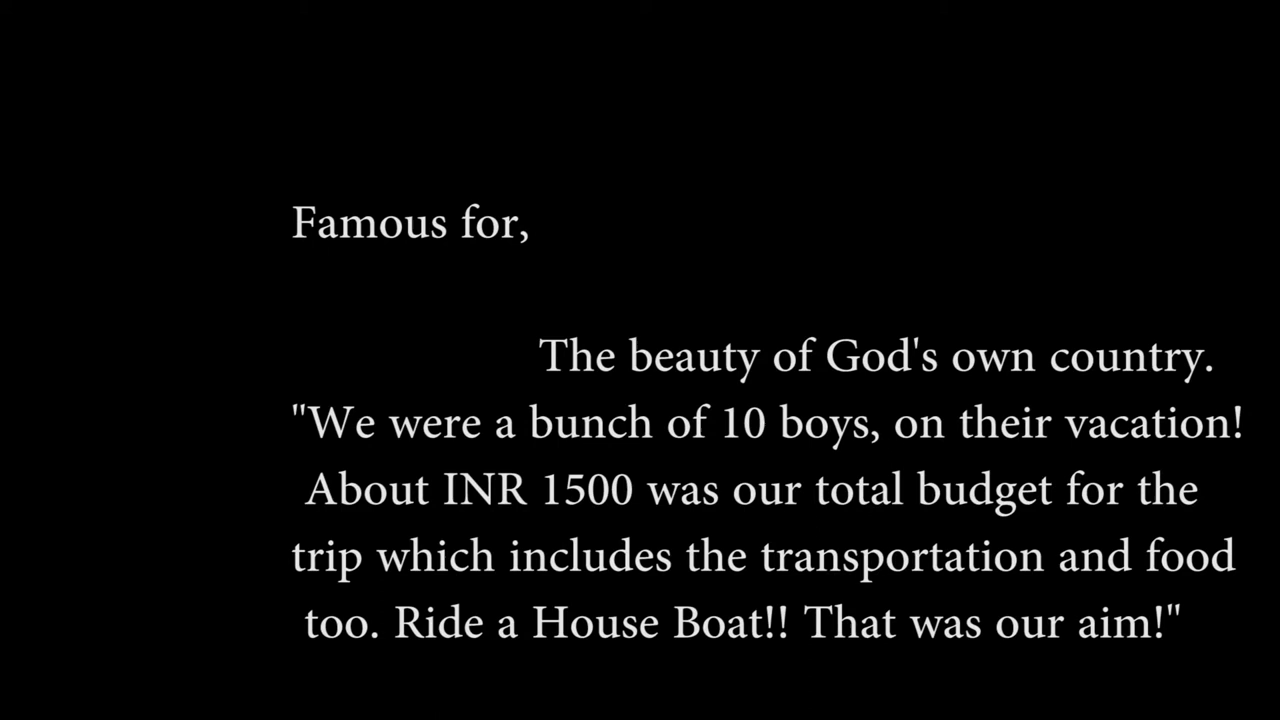 Famous for,
The beauty of God's own country.
"We were a bunch of 10 boys, on their vacation!
About INR 1500 was our total budget for the
trip which includes the transportation and food
too. Ride a House Boat!! That was our aim!"